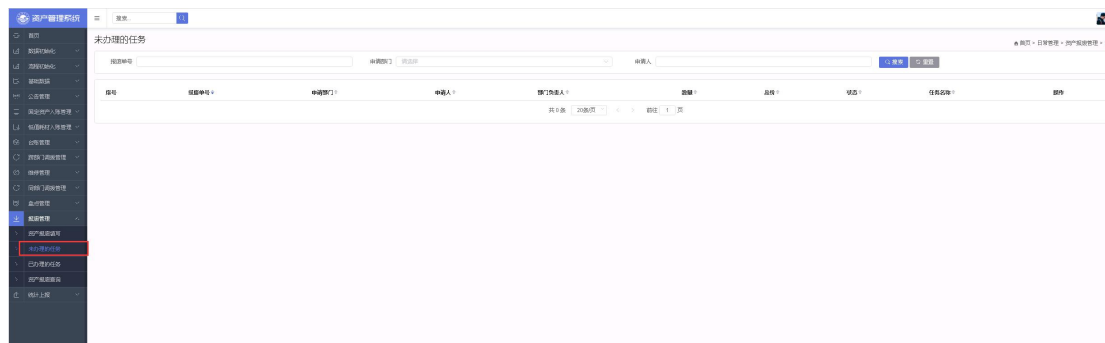 资产管理系统
搜索..
首页
数据初始化
流程初始化
基础数据
公告管理
固定资产入账管理
低值耗材入账管理
台账管理
跨部门调拨管理
维修管理
同部门调拨管理
盘点管理
报废管理
资产报废填写
未办理的任务
已办理的任务
资产报废查询
统计上报
未办理的任务
首页 > 日常管理 > 资产报废管理 >
报废单号
申请部门 请选择
申请人
搜索 重置
序号 报废单号 申请部门 申请人 部门负责人 数量 总价 状态 任务名称 操作
共 0 条 20条/页 前往 1 页